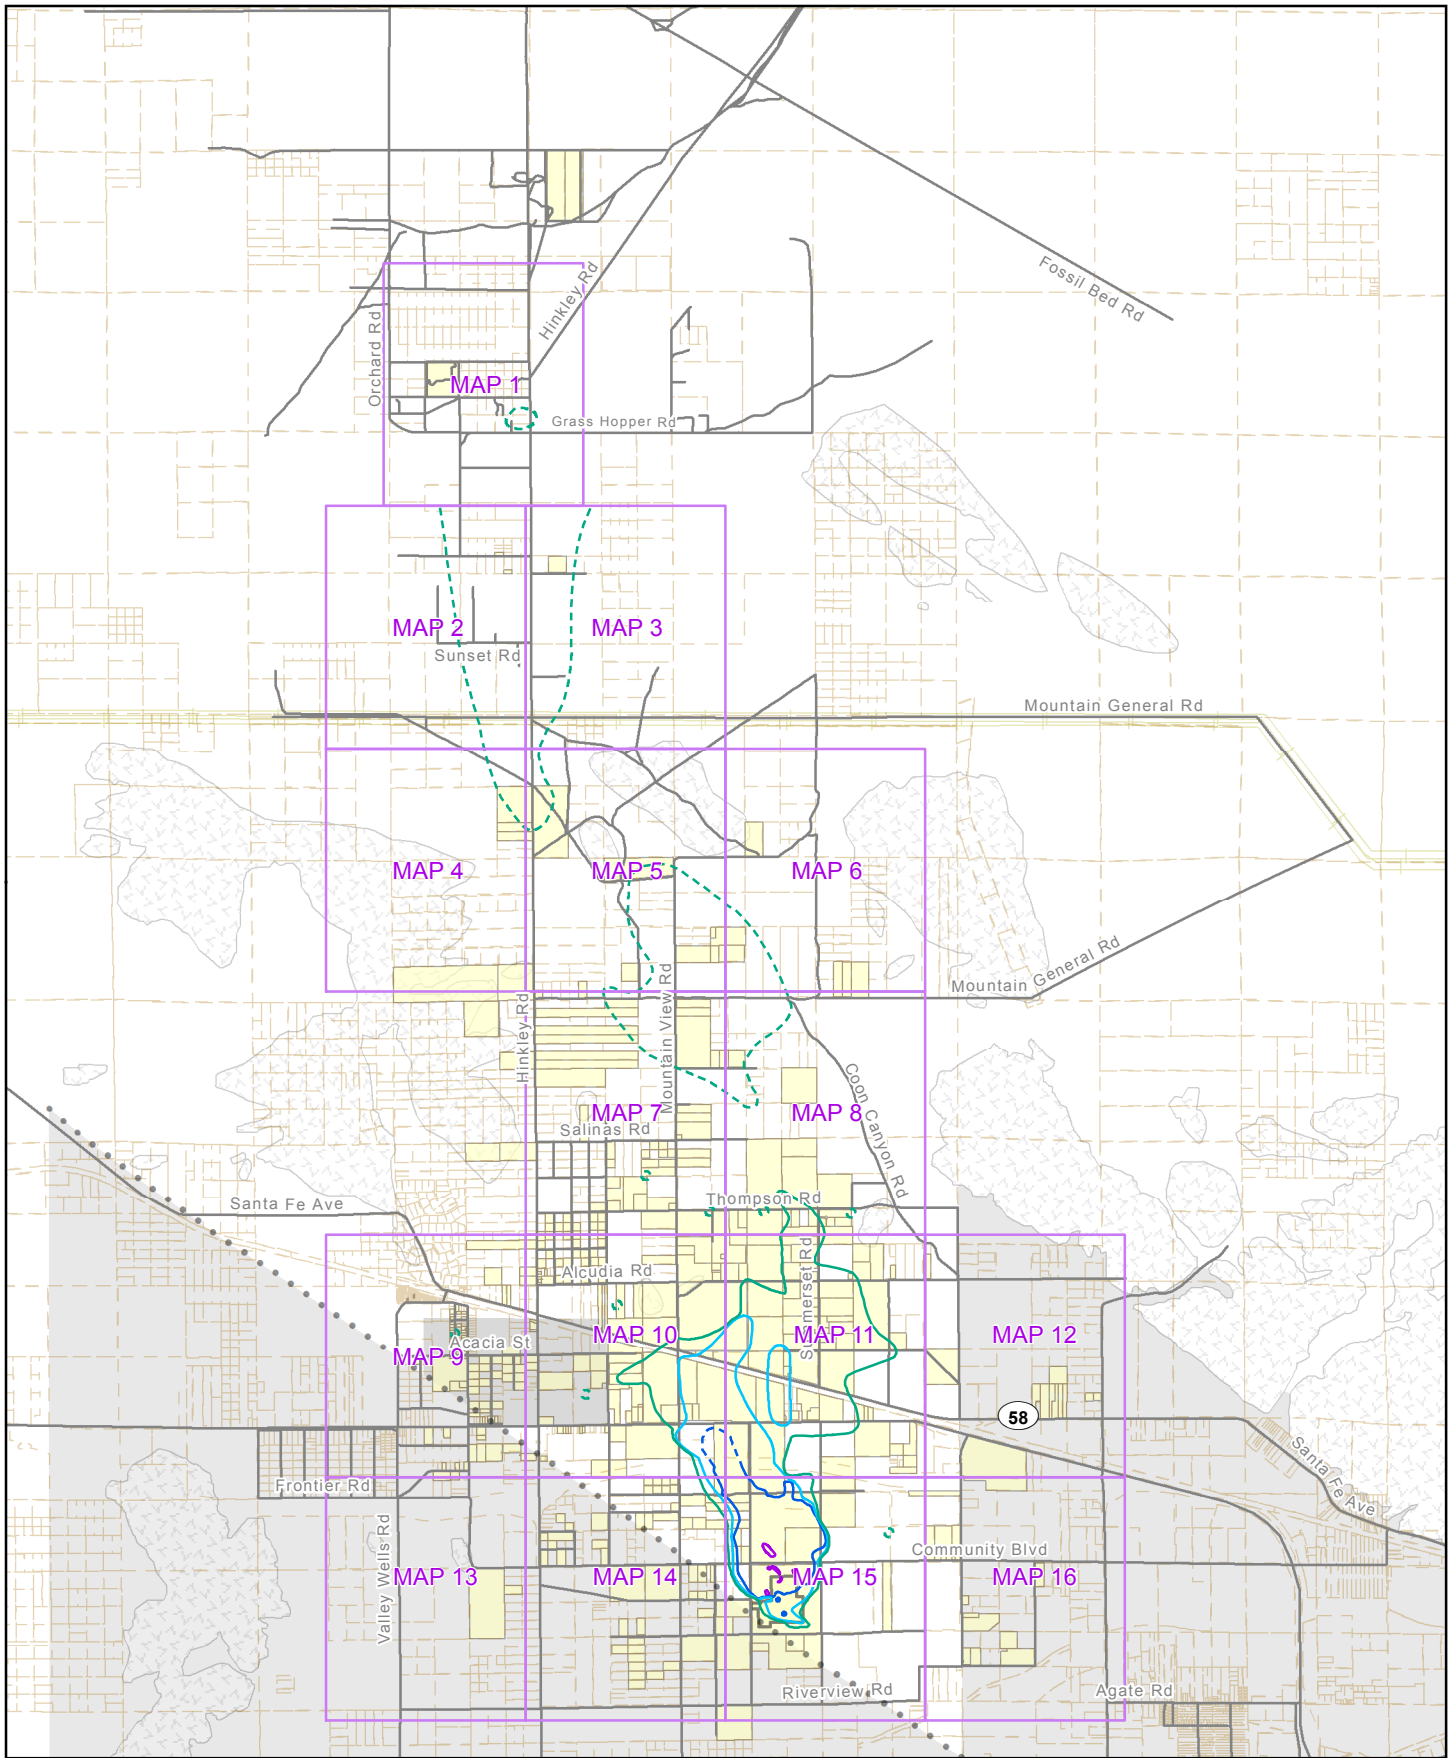 Fossil Bed Rd
Hinkley Rd
Orchard Rd
MAP 1
Grass Hopper Rd
MAP 2
MAP 3
Sunset Rd
Mountain General Rd
MAP 4
MAP 5
MAP 6
Mountain General Rd
Hinkley Rd
Mountain View Rd
Coon Canyon Rd
MAP 7
MAP 8
Salinas Rd
Santa Fe Ave
Thompson Rd
Summerset Rd
Alcudia Rd
MAP 10
MAP 11
MAP 12
Acacia St
MAP 9
58
Santa Fe Ave
Frontier Rd
Valley Wells Rd
Community Blvd
MAP 13
MAP 14
MAP 15
MAP 16
Riverview Rd
Agate Rd